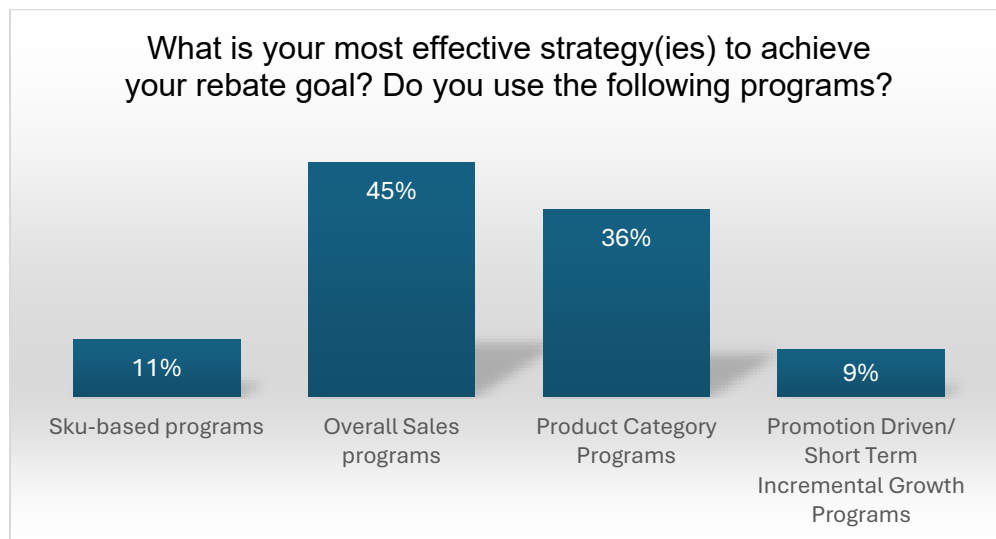 What is your most effective strategy(ies) to achieve
your rebate goal? Do you use the following programs?
45%
36%
11%
9%
Sku-based programs
Overall Sales
programs
Product Category
Programs
Promotion Driven/
Short Term
Incremental Growth
Programs